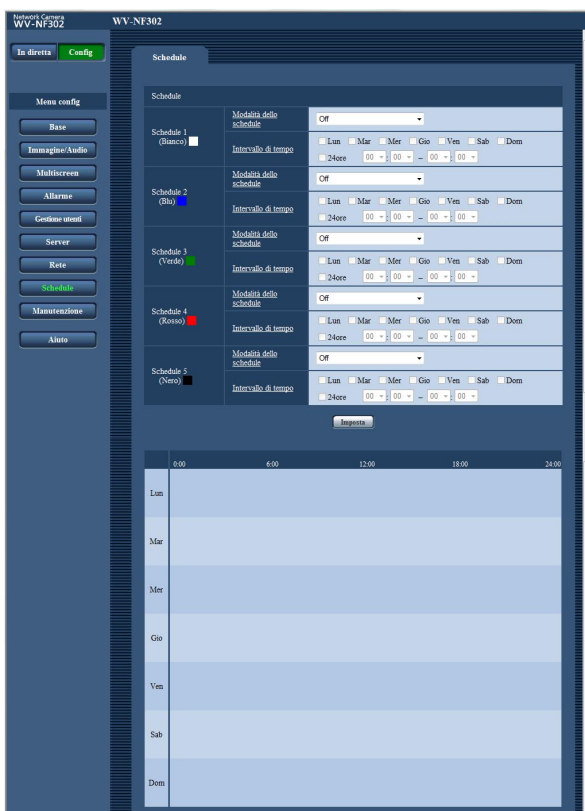 Network Camera
WV-NF302
WV-NF302
In diretta Config
Menu config
Base
Immagine/Audio
Multiscreen
Allarme
Gestione utenti
Server
Rete
Schedule
Manutenzione
Aiuto
Schedule
Schedule
Schedule 1
(Bianco)
Modalità dello
schedule
Off
Intervallo di tempo
Lun Mar Mer Gio Ven Sab Dom
24ore 00 : 00 – 00 : 00
Schedule 2
(Blu)
Modalità dello
schedule
Off
Intervallo di tempo
Lun Mar Mer Gio Ven Sab Dom
24ore 00 : 00 – 00 : 00
Schedule 3
(Verde)
Modalità dello
schedule
Off
Intervallo di tempo
Lun Mar Mer Gio Ven Sab Dom
24ore 00 : 00 – 00 : 00
Schedule 4
(Rosso)
Modalità dello
schedule
Off
Intervallo di tempo
Lun Mar Mer Gio Ven Sab Dom
24ore 00 : 00 – 00 : 00
Schedule 5
(Nero)
Modalità dello
schedule
Off
Intervallo di tempo
Lun Mar Mer Gio Ven Sab Dom
24ore 00 : 00 – 00 : 00
Imposta
0:00 6:00 12:00 18:00 24:00
Lun
Mar
Mer
Gio
Ven
Sab
Dom